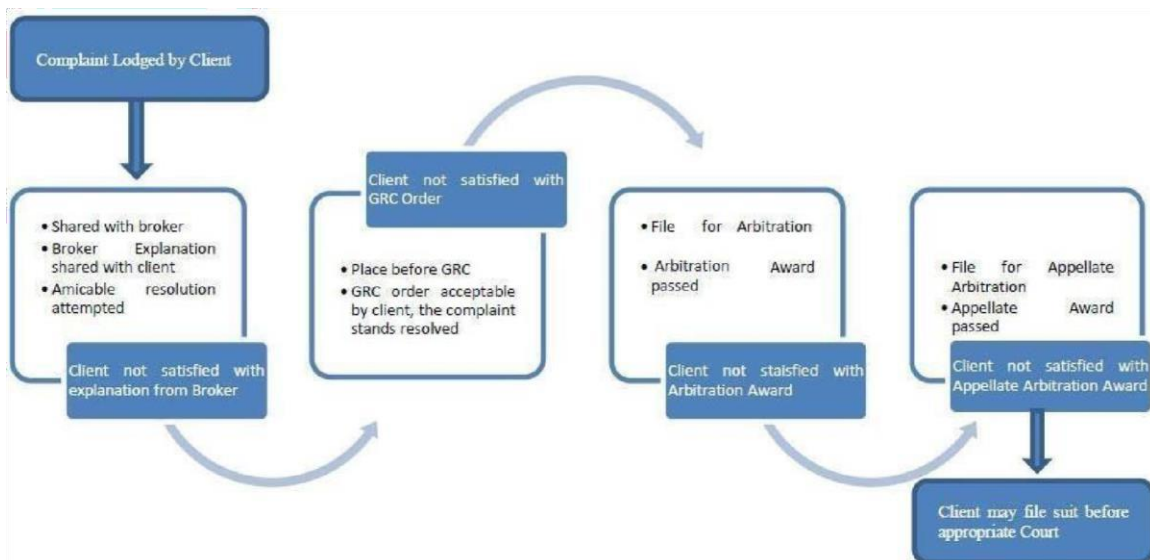 Complaint Lodged by Client
• Shared with broker
• Broker Explanation
shared with client
• Amicable resolution
attempted
Client not satisfied with
explanation from Broker
Client not satisfied with
GRC Order
• Place before GRC
• GRC order acceptable
by client, the complaint
stands resolved
• File for Arbitration
• Arbitration Award
passed
Client not staisfied with
Arbitration Award
• File for Appellate
Arbitration
• Appellate Award
passed
Client not satisfied with
Appellate Arbitration Award
Client may file suit before
appropriate Court